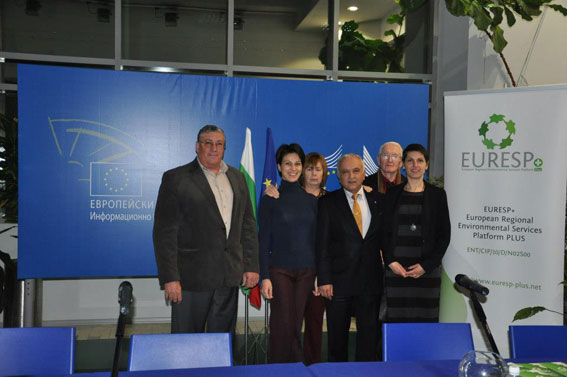 ЕВРОПЕЙСКИ
Информационно
EURESP+
EURESP+
European Regional
Environmental Services
Platform PLUS
ENT/CIP/10/D/N02S00
www.euresp-plus.net